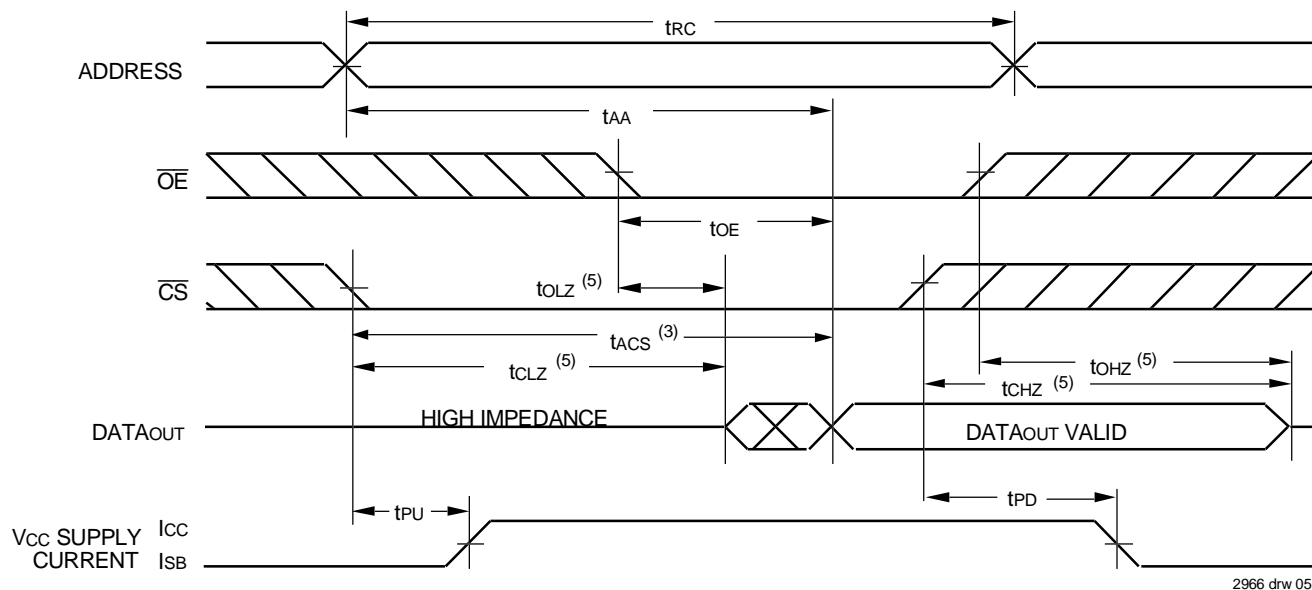 tRC
ADDRESS
tAA
OE
tOE
CS
tOLZ (5)
tACS (3)
tOHZ (5)
tCLZ (5)
tCHZ (5)
HIGH IMPEDANCE
DATAOUT
DATAOUT VALID
tPU
tPD
VCC SUPPLY ICC
CURRENT ISB
2966 drw 05